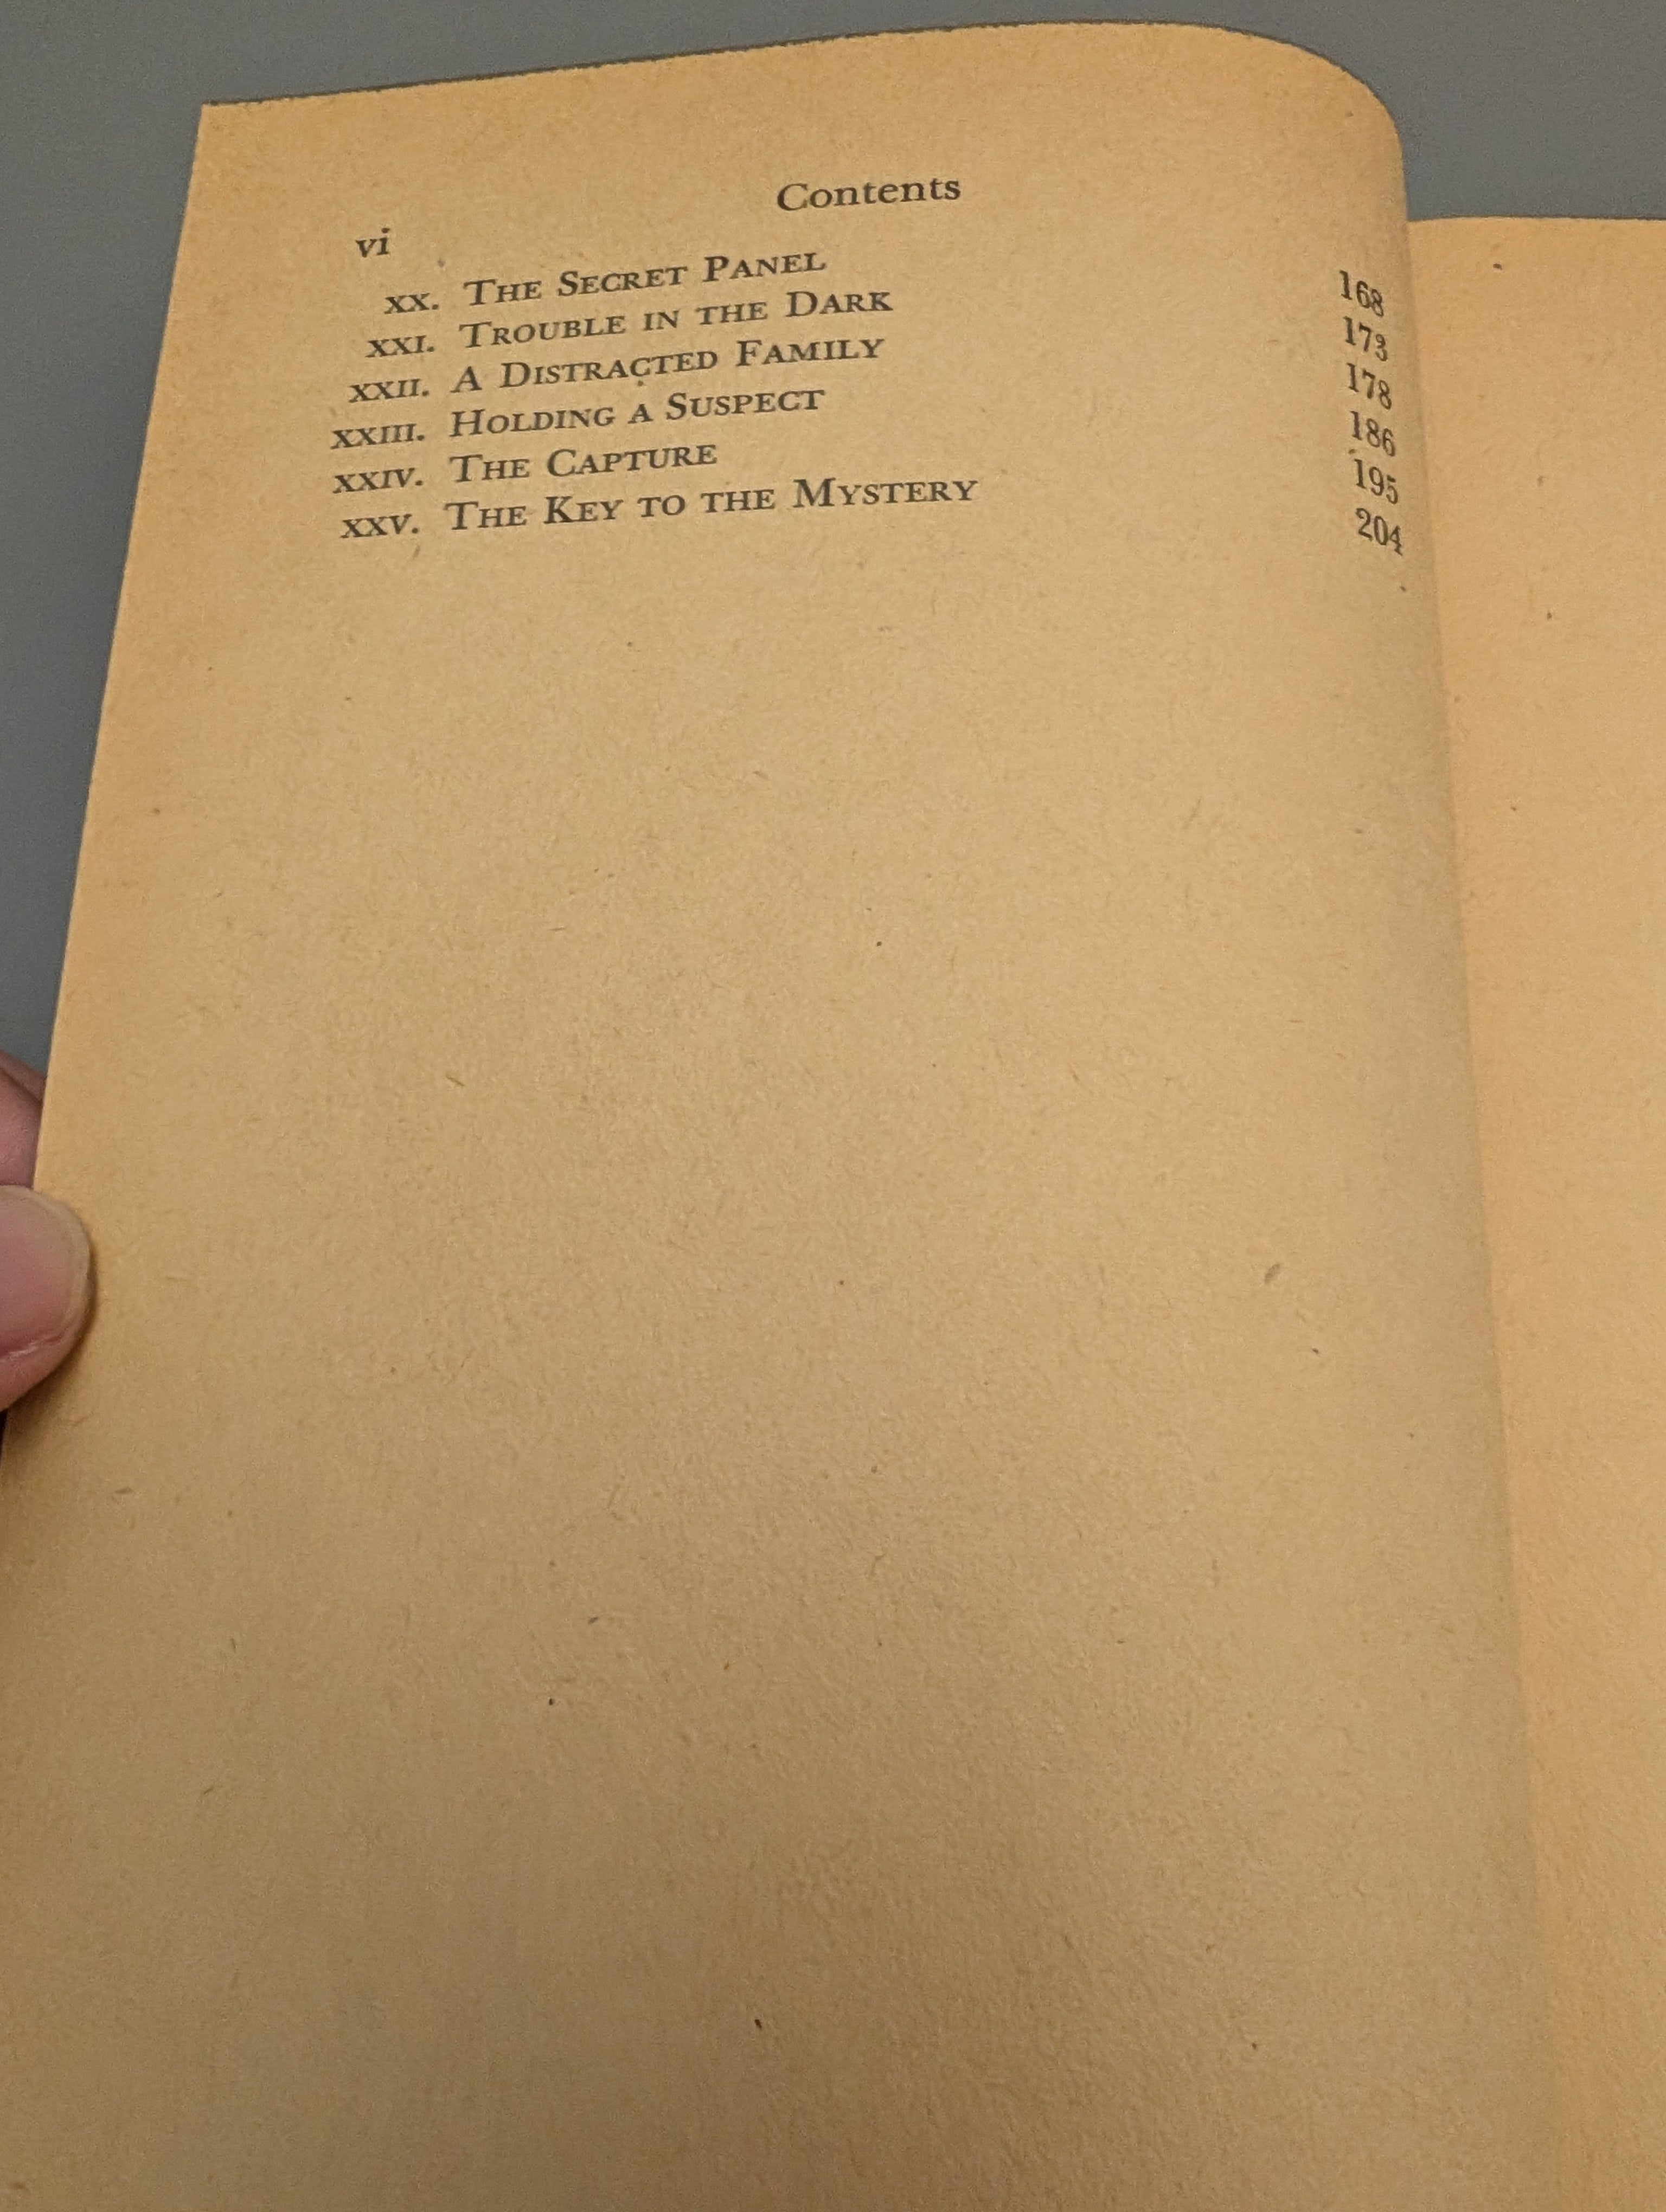 Contents
vi
xx. The Secret Panel 168
xxi. Trouble in the Dark 173
xxii. A Distracted Family 178
xxiii. Holding a Suspect 186
xxiv. The Capture 195
xxv. The Key to the Mystery 204